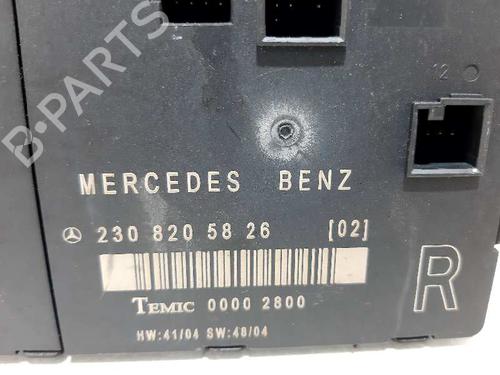 B-PARTS
12
MERCEDES BENZ
230 820 58 26 [02]
TEMIC 0000 2800
HW:41/04 SW:48/04
R